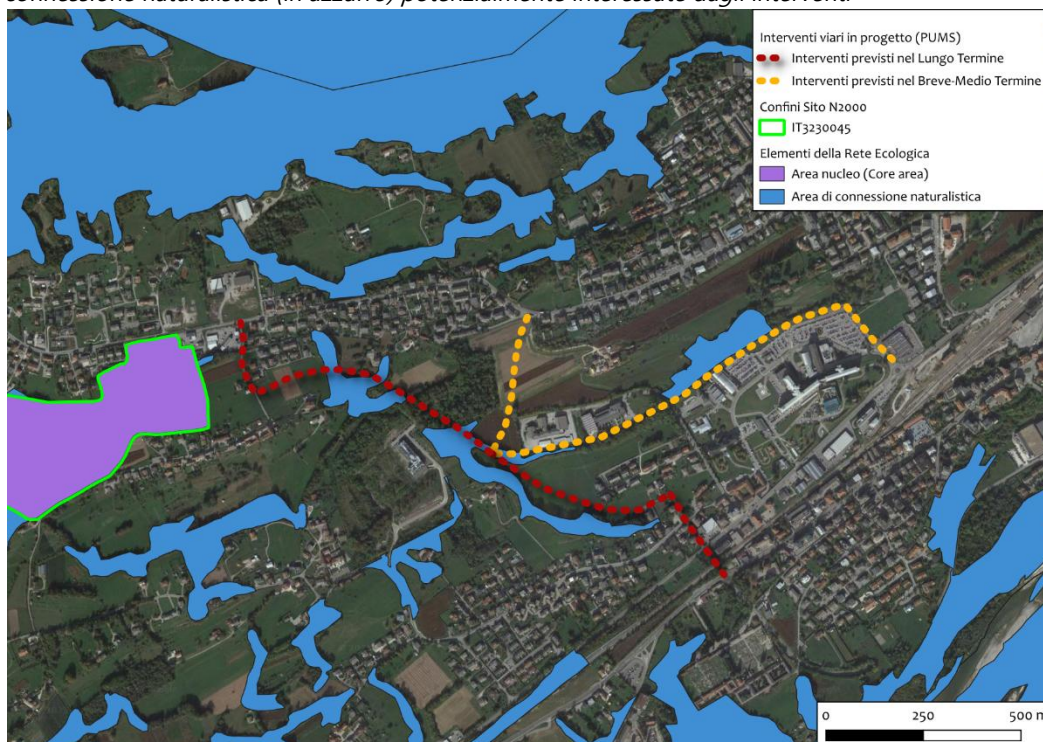 connessione naturalistica (in azzurro) potenzialmente interessate dagli interventi
Interventi viari in progetto (PUMS)
Interventi previsti nel Lungo Termine
Interventi previsti nel Breve-Medio Termine
Confini Sito N2000
IT3230045
Elementi della Rete Ecologica
Area nucleo (Core area)
Area di connessione naturalistica
0 250 500 m